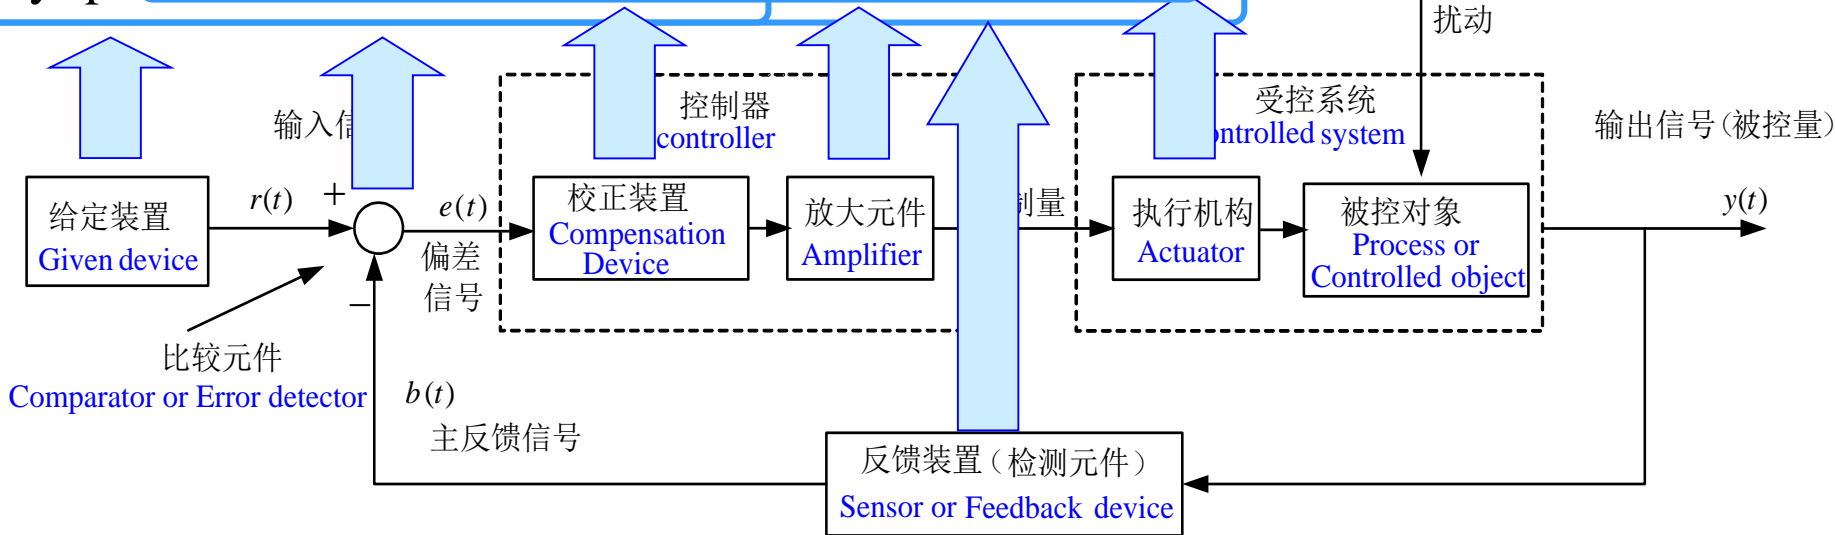 扰动
控制器
controller
受控系统
ontrolled system
输入信
输出信号(被控量)
给定装置
Given device
r(t)
+
−
e(t)
偏差
信号
校正装置
Compensation
Device
放大元件
Amplifier
制量
执行机构
Actuator
被控对象
Process or
Controlled object
y(t)
比较元件
Comparator or Error detector
b(t)
主反馈信号
反馈装置(检测元件)
Sensor or Feedback device